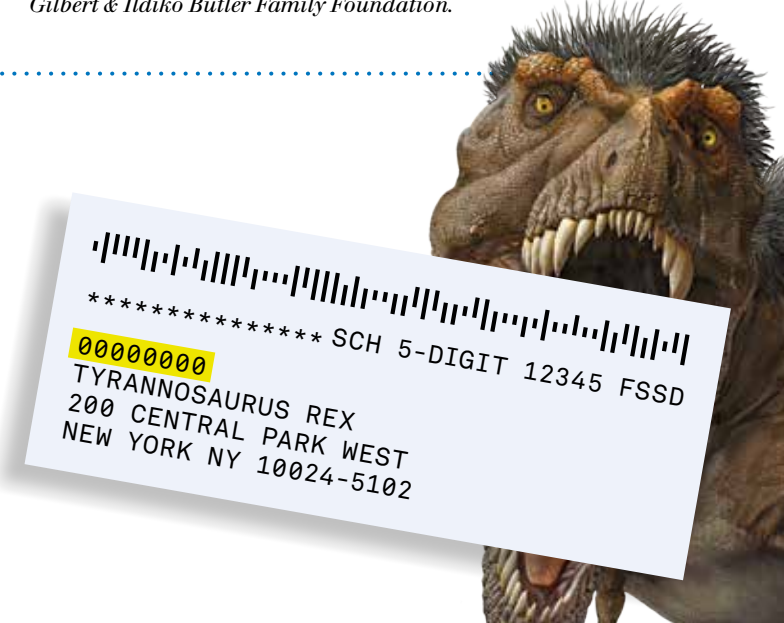 Gilbert & Ildiko Butler Family Foundation.
*************** SCH 5-DIGIT 12345 FSSD
00000000
TYRANNOSAURUS REX
200 CENTRAL PARK WEST
NEW YORK NY 10024-5102